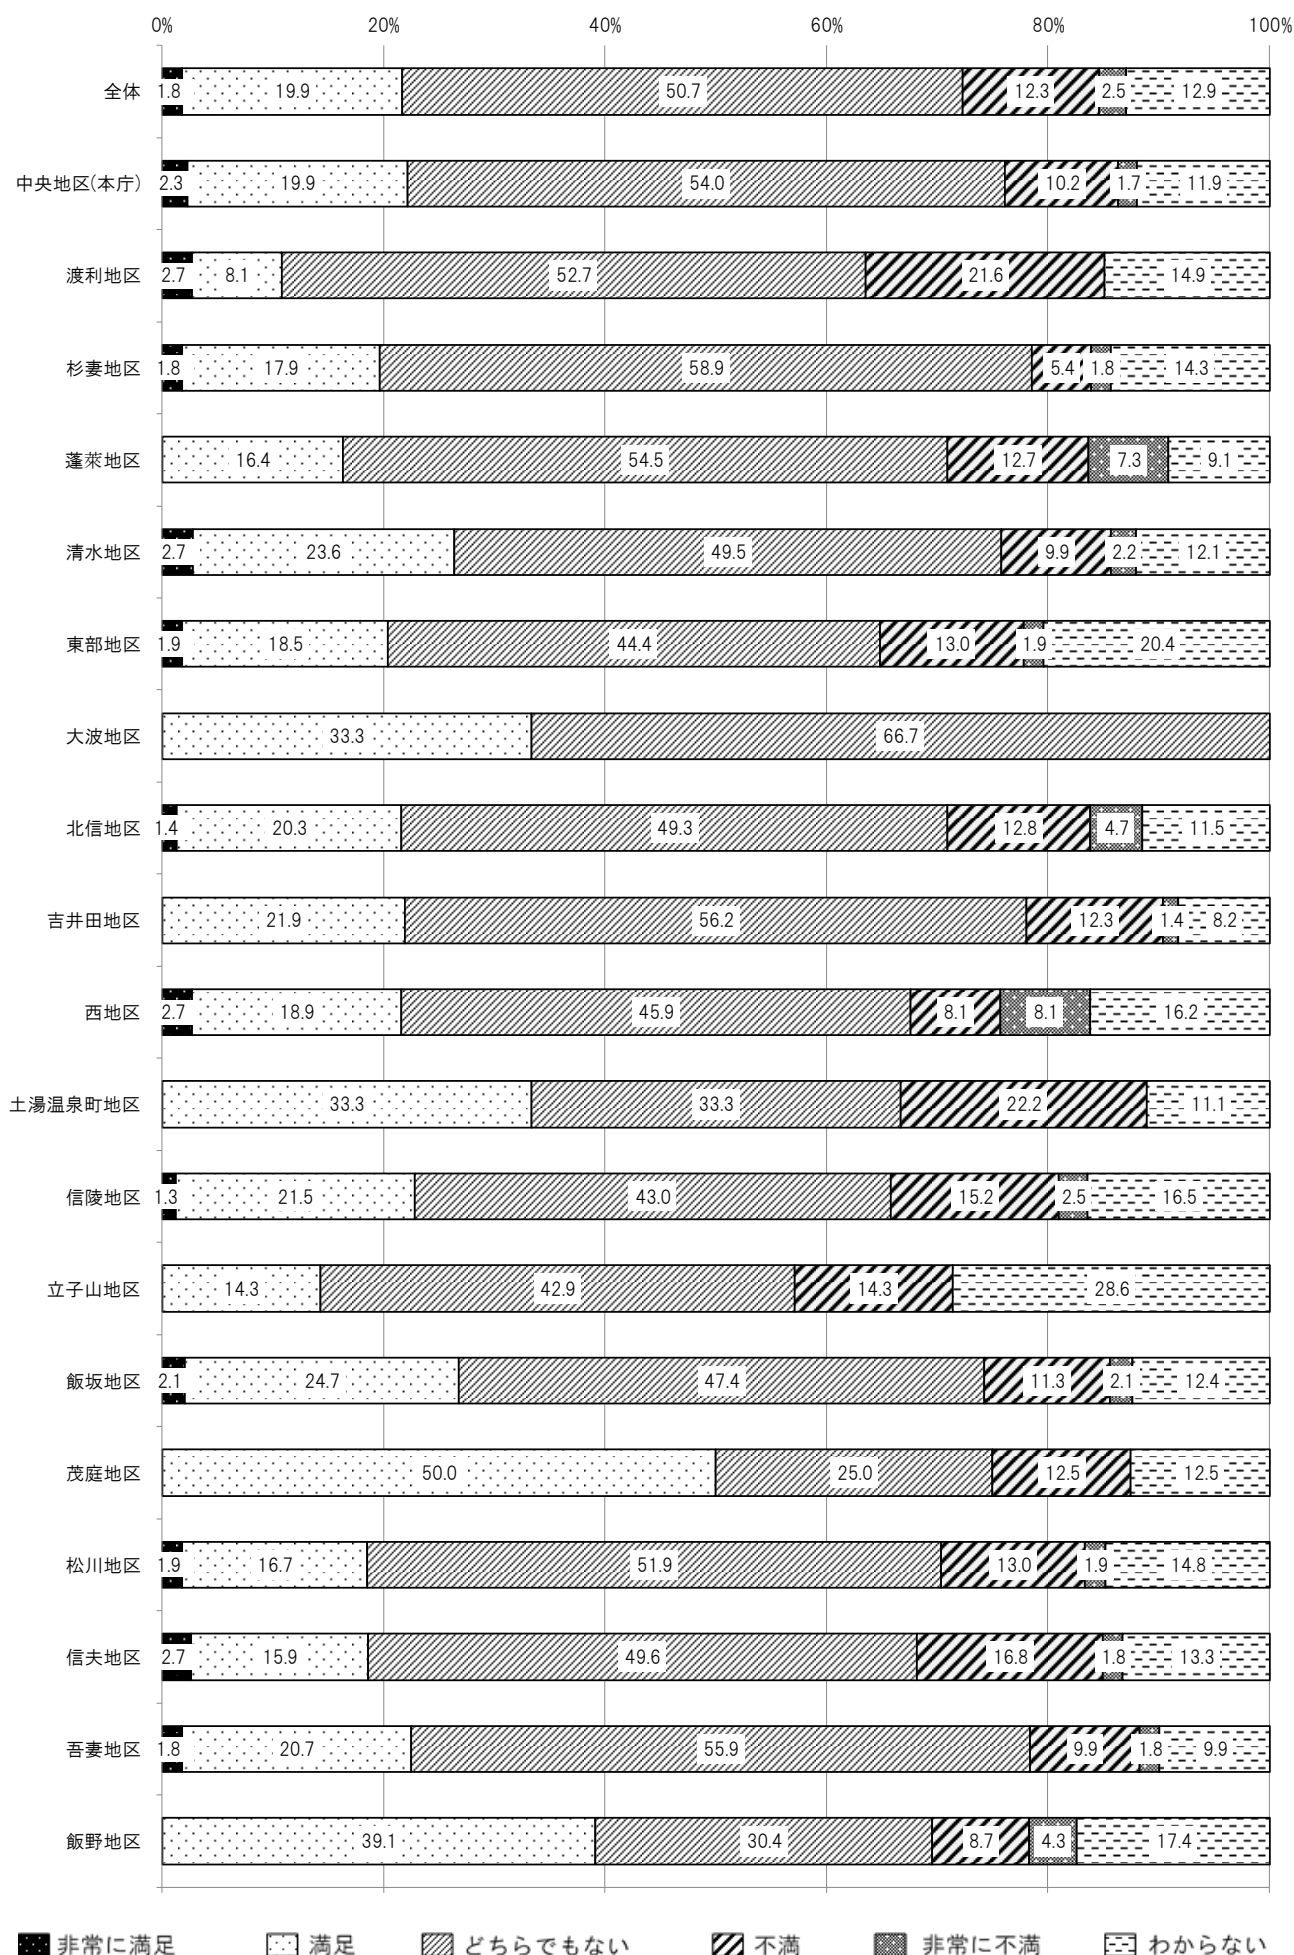 0% 20% 40% 60% 80% 100%
全体 1.8 19.9 50.7 12.3 2.5 12.9
中央地区(本庁) 2.3 19.9 54.0 10.2 1.7 11.9
渡利地区 2.7 8.1 52.7 21.6 14.9
杉妻地区 1.8 17.9 58.9 5.4 1.8 14.3
蓬萊地区 16.4 54.5 12.7 7.3 9.1
清水地区 2.7 23.6 49.5 9.9 2.2 12.1
東部地区 1.9 18.5 44.4 13.0 1.9 20.4
大波地区 33.3 66.7
北信地区 1.4 20.3 49.3 12.8 4.7 11.5
吉井田地区 21.9 56.2 12.3 1.4 8.2
西地区 2.7 18.9 45.9 8.1 8.1 16.2
土湯温泉町地区 33.3 33.3 22.2 11.1
信陵地区 1.3 21.5 43.0 15.2 2.5 16.5
立子山地区 14.3 42.9 14.3 28.6
飯坂地区 2.1 24.7 47.4 11.3 2.1 12.4
茂庭地区 50.0 25.0 12.5 12.5
松川地区 1.9 16.7 51.9 13.0 1.9 14.8
信夫地区 2.7 15.9 49.6 16.8 1.8 13.3
吾妻地区 1.8 20.7 55.9 9.9 1.8 9.9
飯野地区 39.1 30.4 8.7 4.3 17.4
非常に満足 満足 どちらでもない 不満 非常に不満 わからない